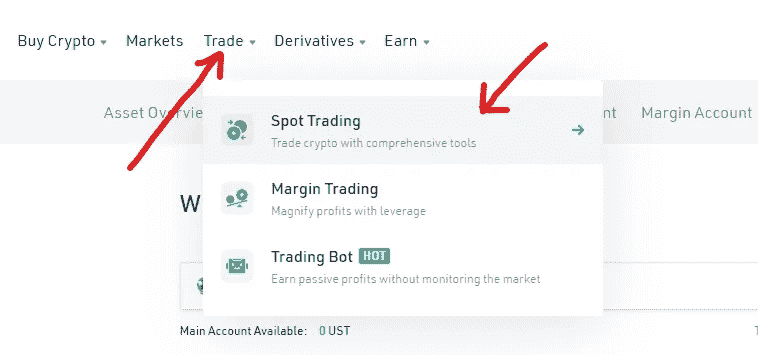 Buy Crypto Markets Trade Derivatives Earn
Asset Overvie nt Margin Account
Spot Trading
Trade crypto with comprehensive tools
Margin Trading
Magnify profits with leverage
W
Trading Bot HOT
Earn passive profits without monitoring the market
Main Account Available: 0 UST